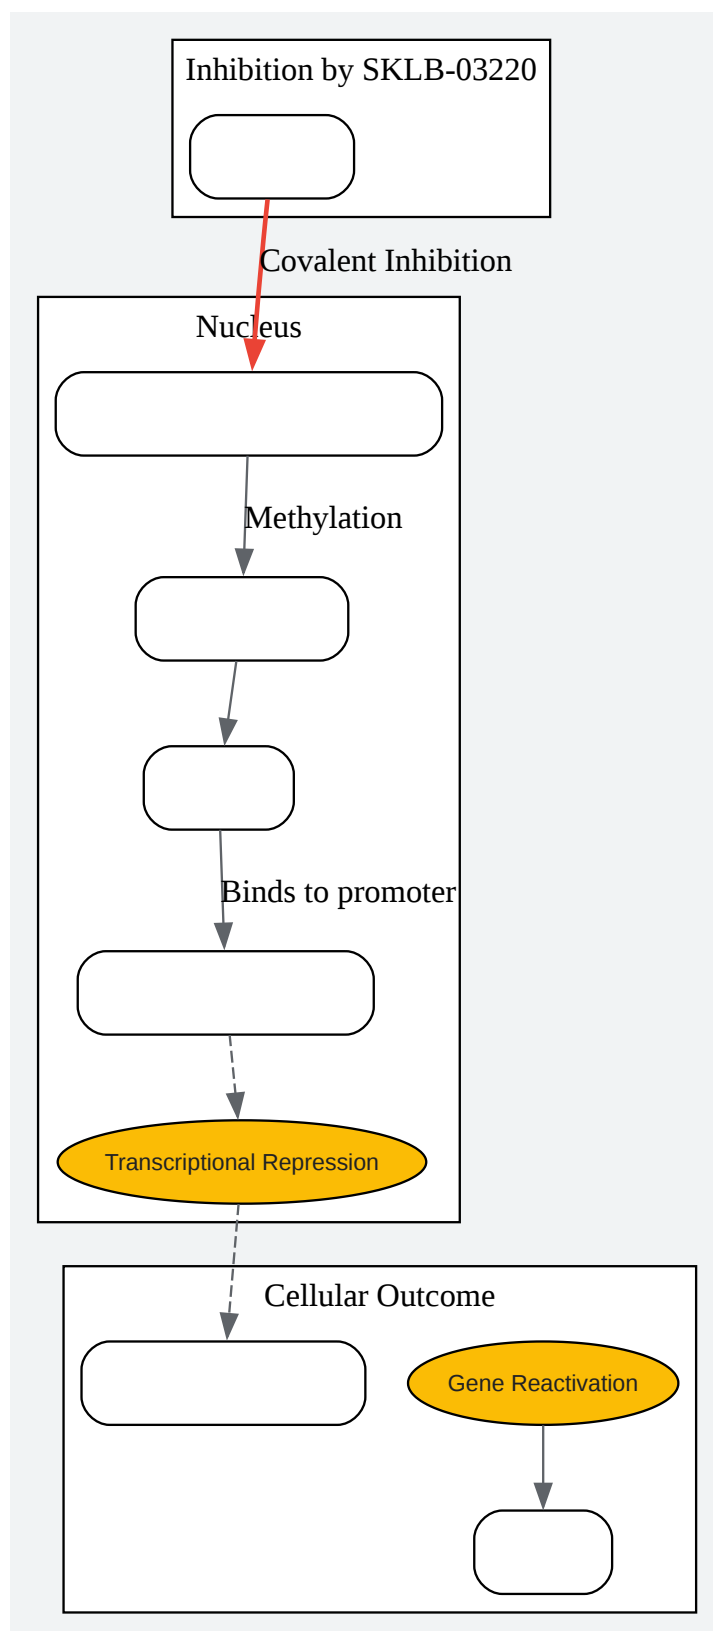 Inhibition by SKLB-03220
Covalent Inhibition
Nucleus
Methylation
Binds to promoter
Transcriptional Repression
Cellular Outcome
Gene Reactivation